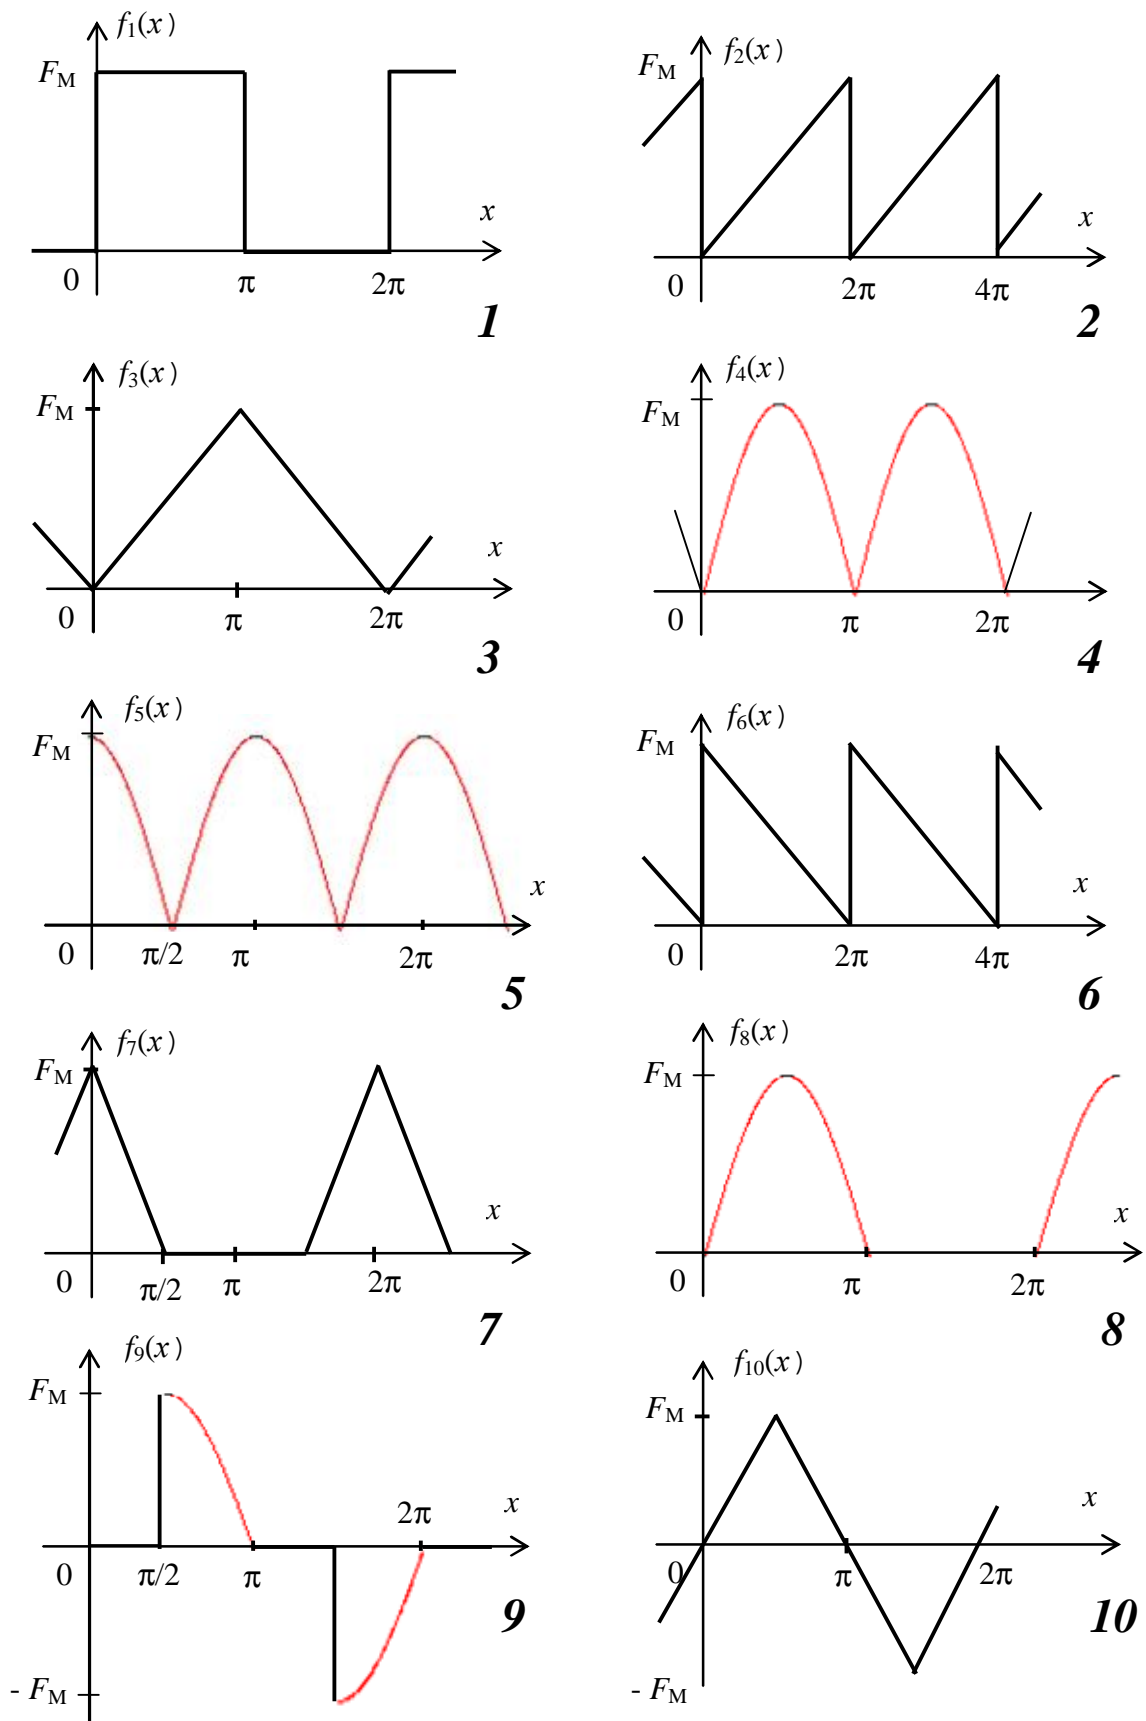 f1(x)
FM
x
0 π 2π
1
f2(x)
FM
x
0 2π 4π
2
f3(x)
FM
x
0 π 2π
3
f4(x)
FM
0 π 2π
4
f5(x)
FM
x
0 π/2 π 2π
5
f6(x)
FM
x
0 2π 4π
6
f7(x)
FM
x
0 π/2 π 2π
7
f8(x)
FM
x
0 π 2π
8
f9(x)
FM
x
2π
0 π/2 π
9
- FM
f10(x)
FM
x
0 π 2π
10
- FM